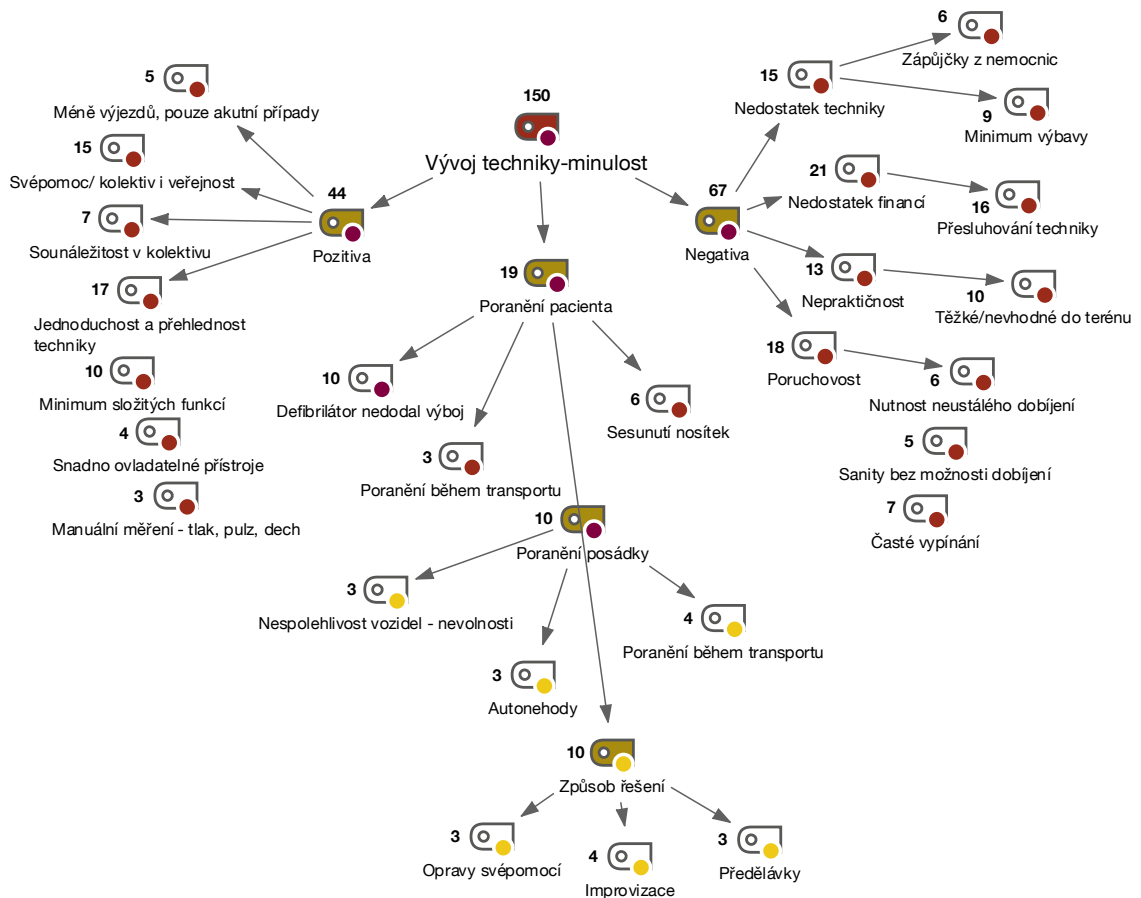 150
Vývoj techniky-minulost
44
Pozitiva
5
Méně výjezdů, pouze akutní případy
15
Svépomoc/ kolektiv i veřejnost
7
Sounáležitost v kolektivu
17
Jednoduchost a přehlednost
techniky
10
Minimum složitých funkcí
4
Snadno ovladatelné přístroje
3
Manuální měření - tlak, pulz, dech
19
Poranění pacienta
10
Defibrilátor nedodal výboj
3
Poranění během transportu
6
Sesunutí nosítek
10
Poranění posádky
3
Nespolehlivost vozidel - nevolnosti
3
Autonehody
4
Poranění během transportu
10
Způsob řešení
3
Opravy svépomocí
4
Improvizace
3
Předělávky
67
Negativa
15
Nedostatek techniky
6
Zápůjčky z nemocnic
9
Minimum výbavy
21
Nedostatek financí
16
Přesluhování techniky
13
Nepraktičnost
10
Těžké/nevhodné do terénu
18
Poruchovost
6
Nutnost neustálého dobíjení
5
Sanity bez možnosti dobíjení
7
Časté vypínání